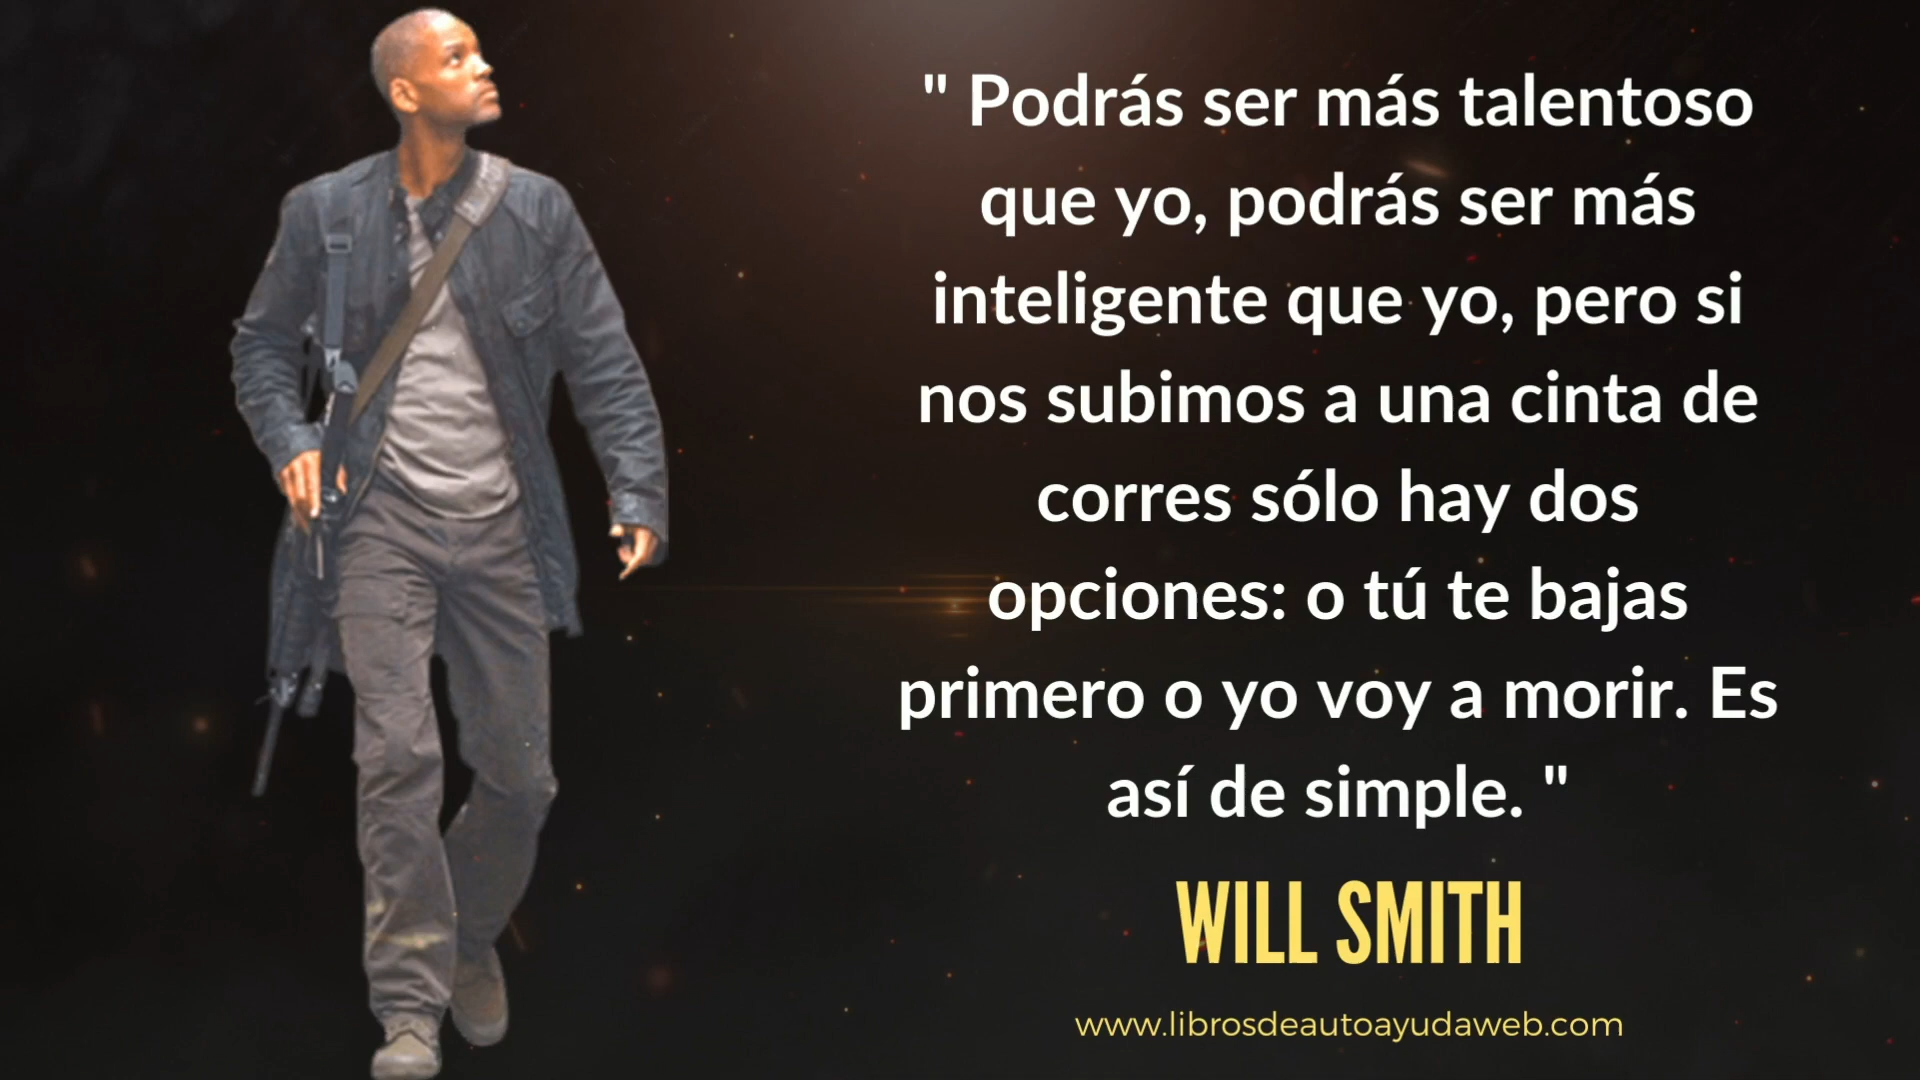 " Podrás ser más talentoso
que yo, podrás ser más
inteligente que yo, pero si
nos subimos a una cinta de
corres sólo hay dos
opciones: o tú te bajas
primero o yo voy a morir. Es
así de simple. "
WILL SMITH
www.librosdeautoayudaweb.com